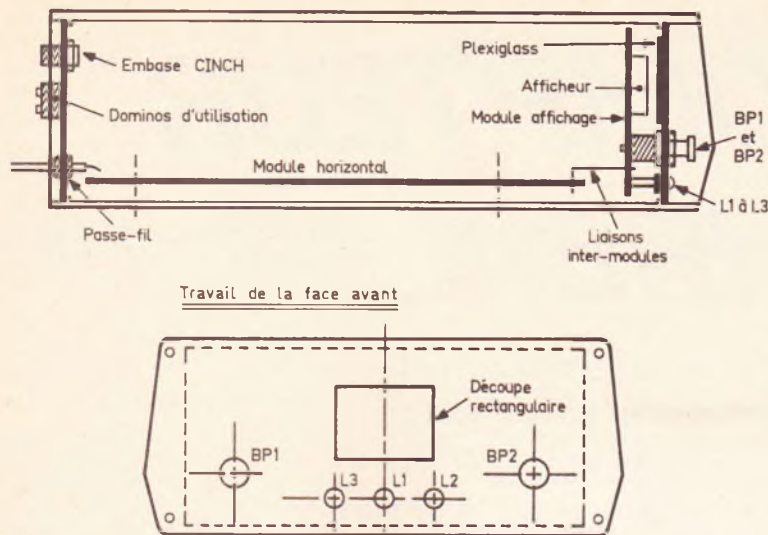 Embase CINCH
Dominos d'utilisation
Module horizontal
Passe-fil
Plexiglass
Afficheur
Module affichage
BP1
et
BP2
L1 à L3
Liaisons
inter-modules
Travail de la face avant
Découpe
rectangulaire
BP1
BP2
L3
L1
L2